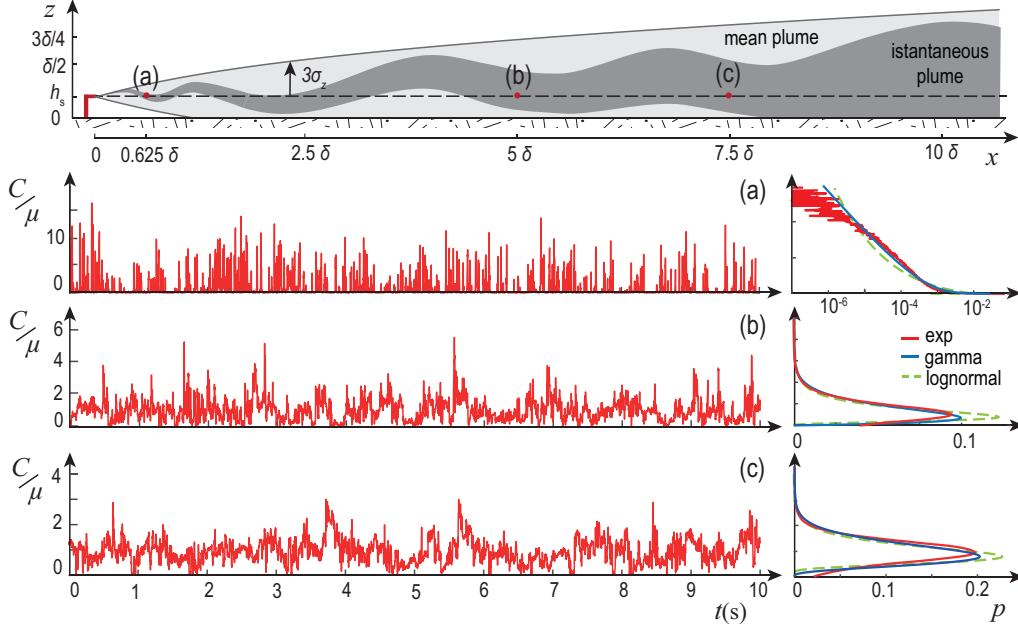 z
3δ/4
δ/2
h_s
0
(a)
3σ_z
(b)
(c)
mean plume
istantaneous
plume
0
0.625 δ
2.5 δ
5 δ
7.5 δ
10 δ
x
C/μ
10
0
(a)
10⁻⁶
10⁻⁴
10⁻²
C/μ
6
4
2
0
(b)
exp
gamma
lognormal
0
0.1
C/μ
4
2
0
(c)
0
1
2
3
4
5
6
7
8
9
10
t(s)
0
0.1
0.2
p